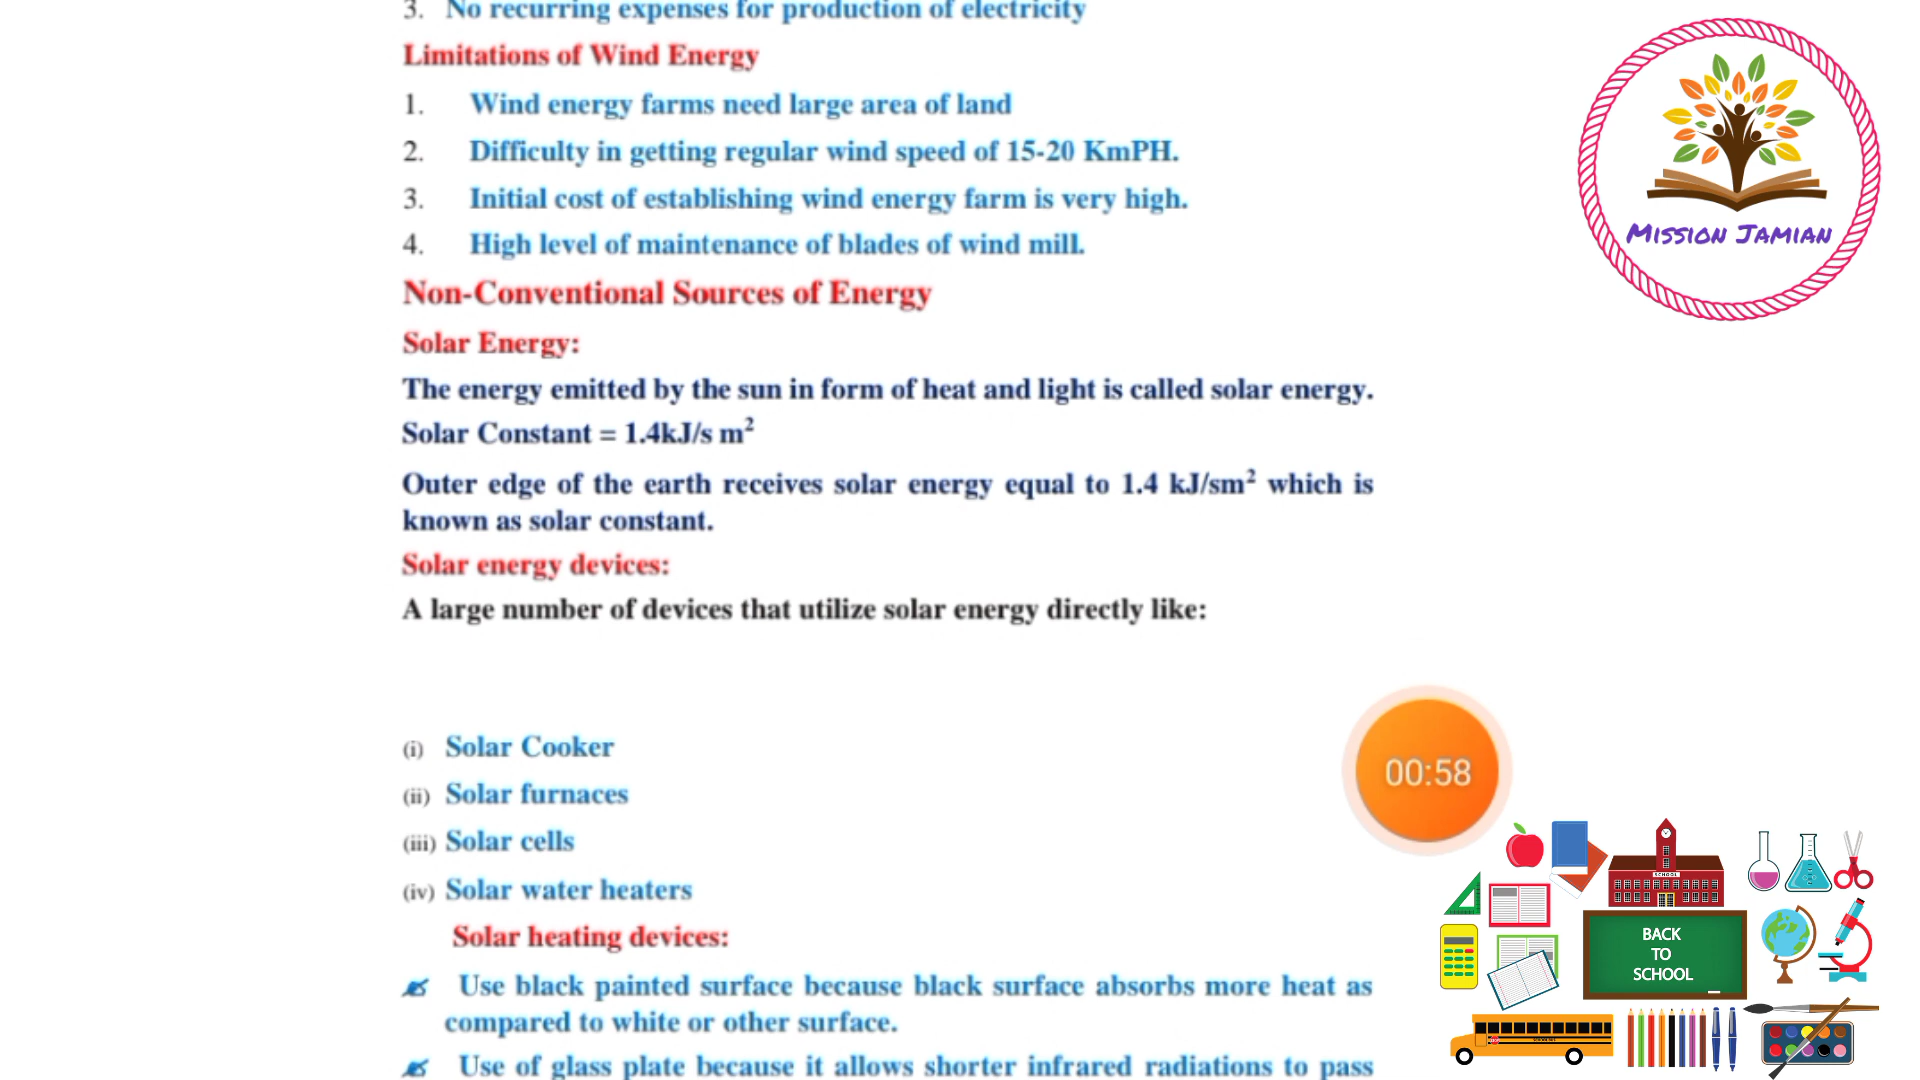 3. No recurring expenses for production of electricity
Limitations of Wind Energy
1. Wind energy farms need large area of land
2. Difficulty in getting regular wind speed of 15-20 KmPH.
3. Initial cost of establishing wind energy farm is very high.
4. High level of maintenance of blades of wind mill.
Non-Conventional Sources of Energy
Solar Energy:
The energy emitted by the sun in form of heat and light is called solar energy.
Solar Constant = 1.4kJ/s m²
Outer edge of the earth receives solar energy equal to 1.4 kJ/sm² which is
known as solar constant.
Solar energy devices:
A large number of devices that utilize solar energy directly like:
(i) Solar Cooker
(ii) Solar furnaces
(iii) Solar cells
(iv) Solar water heaters
Solar heating devices:
Use black painted surface because black surface absorbs more heat as
compared to white or other surface.
Use of glass plate because it allows shorter infrared radiations to pass
MISSION JAMIAN
00:58
SCHOOL
BACK
TO
SCHOOL